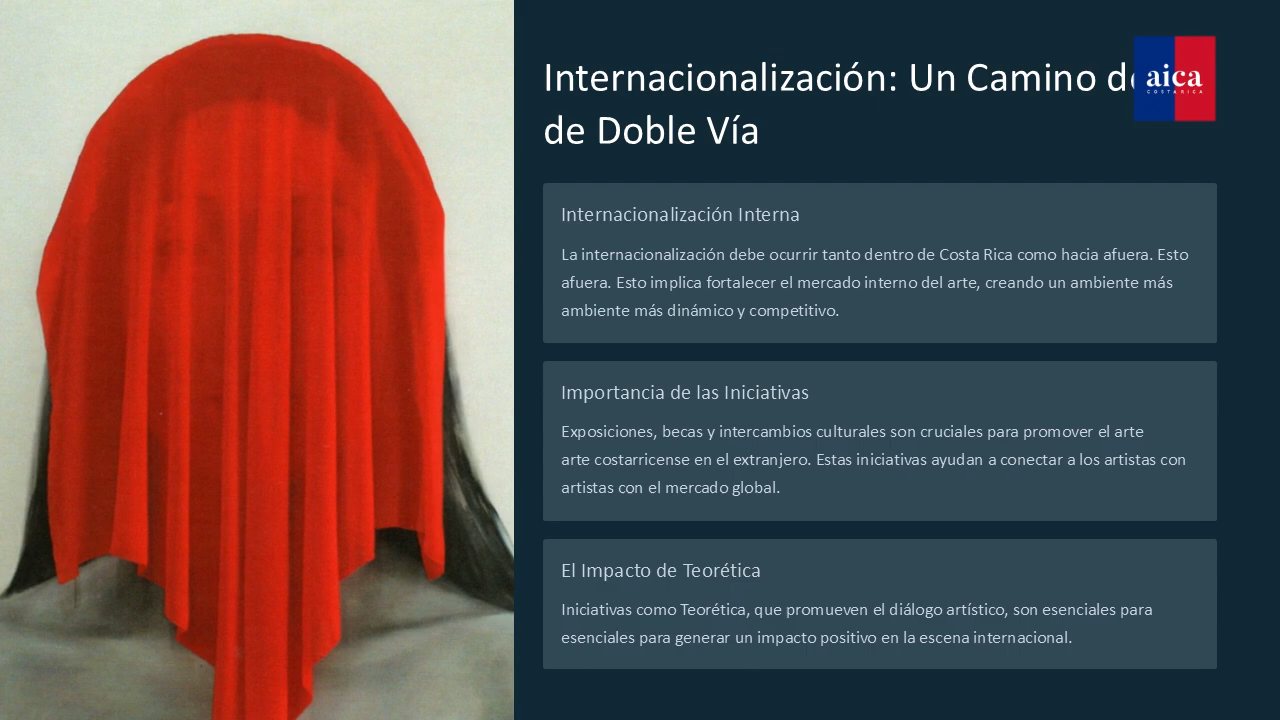 Internacionalización: Un Camino de
de Doble Vía
aica
COSTA RICA
Internacionalización Interna
La internacionalización debe ocurrir tanto dentro de Costa Rica como hacia afuera. Esto
afuera. Esto implica fortalecer el mercado interno del arte, creando un ambiente más
ambiente más dinámico y competitivo.
Importancia de las Iniciativas
Exposiciones, becas y intercambios culturales son cruciales para promover el arte
arte costarricense en el extranjero. Estas iniciativas ayudan a conectar a los artistas con
artistas con el mercado global.
El Impacto de Teorética
Iniciativas como Teorética, que promueven el diálogo artístico, son esenciales para
esenciales para generar un impacto positivo en la escena internacional.